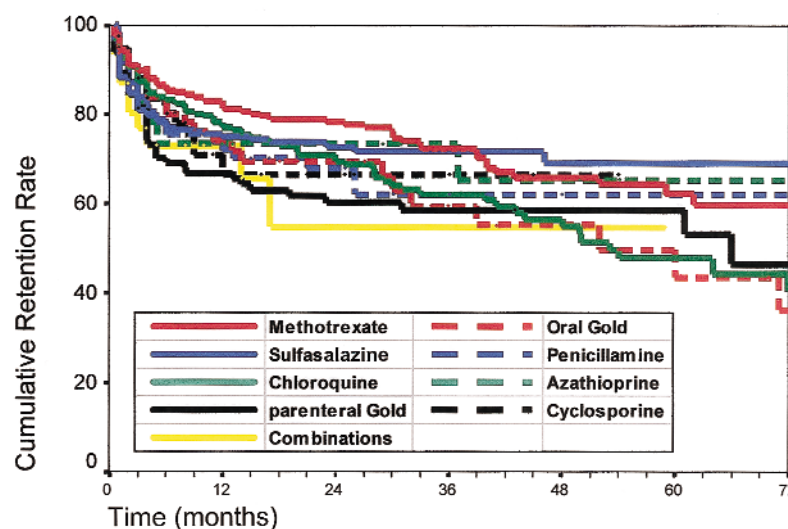 Cumulative Retention Rate
100
80
60
40
20
0
Methotrexate Oral Gold
Sulfasalazine Penicillamine
Chloroquine Azathioprine
parenteral Gold Cyclosporine
Combinations
0 12 24 36 48 60 72
Time (months)